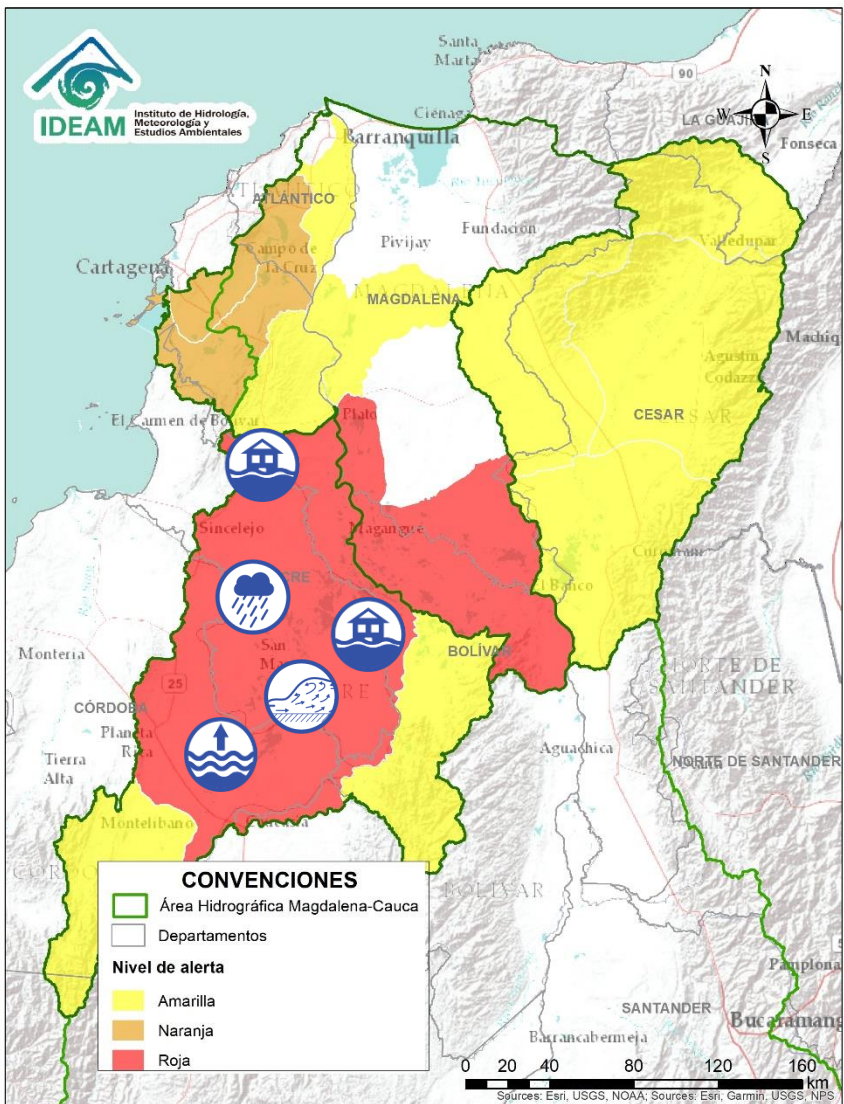 IDEAM
Instituto de Hidrología,
Meteorología y
Estudios Ambientales
Santa
Marta
90
N
W
E
S
LA GUAJIRA
Fonseca
Ciénaga
Barranquilla
ATLÁNTICO
Pivijay
Fundación
Valledupar
Cartagena
Campo de
la Cruz
MAGDALENA
Agustín
Codazzi
El Carmen de Bolívar
Plato
CESAR
Sincelejo
Magangué
El Banco
San
BOLÍVAR
Montería
25
CÓRDOBA
Planeta
Rica
Tierra
Alta
NORTE DE
SANTANDER
Aguachica
NORTE DE SANTANDER
Montelíbano
BOLÍVAR
CONVENCIONES
Área Hidrográfica Magdalena-Cauca
Departamentos
Nivel de alerta
Amarilla
Naranja
Roja
Pamplona
SANTANDER
Barrancabermeja
0 20 40 80 120 160
km
Sources: Esri, USGS, NOAA; Sources: Esri, Garmin, USGS, NPS